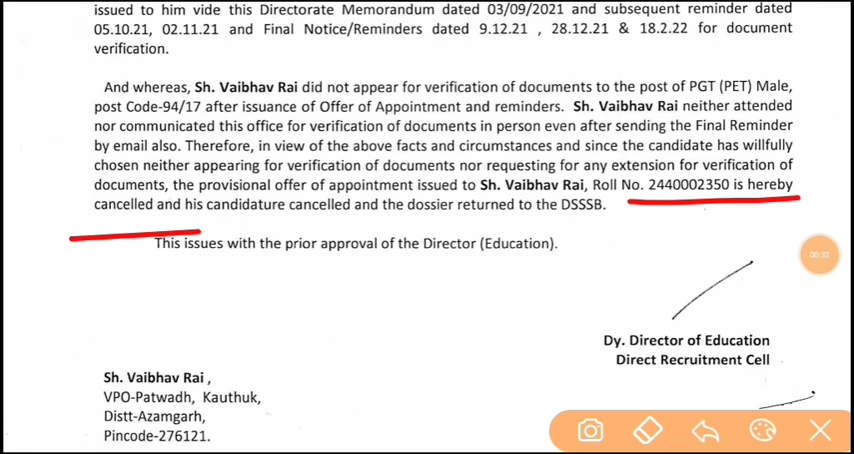 issued to him vide this Directorate Memorandum dated 03/09/2021 and subsequent reminder dated
05.10.21, 02.11.21 and Final Notice/Reminders dated 9.12.21 , 28.12.21 & 18.2.22 for document
verification.
And whereas, Sh. Vaibhav Rai did not appear for verification of documents to the post of PGT (PET) Male,
post Code-94/17 after issuance of Offer of Appointment and reminders. Sh. Vaibhav Rai neither attended
nor communicated this office for verification of documents in person even after sending the Final Reminder
by email also. Therefore, in view of the above facts and circumstances and since the candidate has willfully
chosen neither appearing for verification of documents nor requesting for any extension for verification of
documents, the provisional offer of appointment issued to Sh. Vaibhav Rai, Roll No. 2440002350 is hereby
cancelled and his candidature cancelled and the dossier returned to the DSSSB.
This issues with the prior approval of the Director (Education).
00:32
Dy. Director of Education
Direct Recruitment Cell
Sh. Vaibhav Rai ,
VPO-Patwadh, Kauthuk,
Distt-Azamgarh,
Pincode-276121.